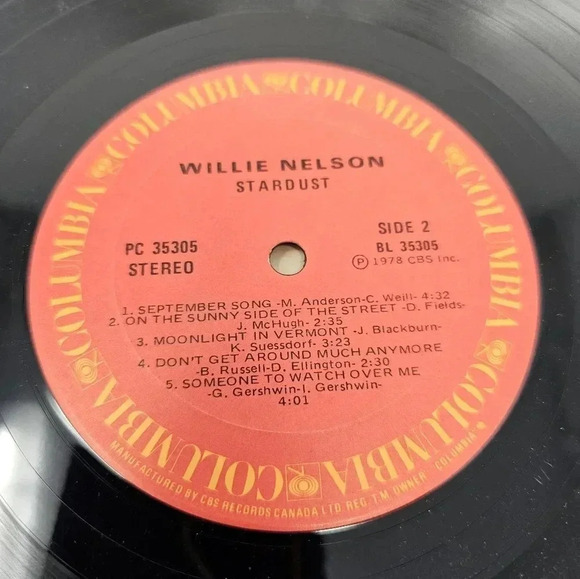 WILLIE NELSON
STARDUST
PC 35305
STEREO
SIDE 2
BL 35305
Ⓟ 1978 CBS Inc.
1. SEPTEMBER SONG -M. Anderson-C. Weill- 4:32
2. ON THE SUNNY SIDE OF THE STREET -D. Fields-
J. McHugh- 2:35
3. MOONLIGHT IN VERMONT -J. Blackburn-
K. Suessdorf- 3:23
4. DON'T GET AROUND MUCH ANYMORE
-B. Russell-D. Ellington- 2:30
5. SOMEONE TO WATCH OVER ME
-G. Gershwin-I. Gershwin-
4:01
COLUMBIA COLUMBIA COLUMBIA COLUMBIA COLUMBIA COLUMBIA
MANUFACTURED BY CBS RECORDS CANADA LTD. REG. T.M. OWNER COLUMBIA